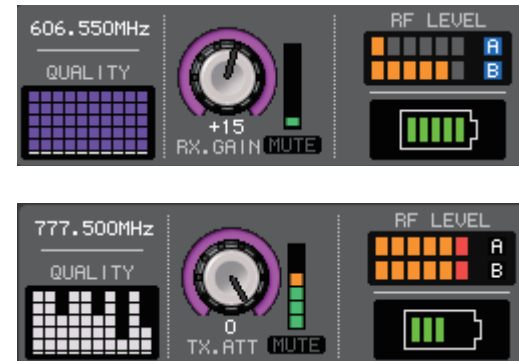 606.550MHz
RF LEVEL
QUALITY
A
B
+15
RX.GAIN MUTE
777.500MHz
RF LEVEL
QUALITY
A
B
0
TX.ATT MUTE